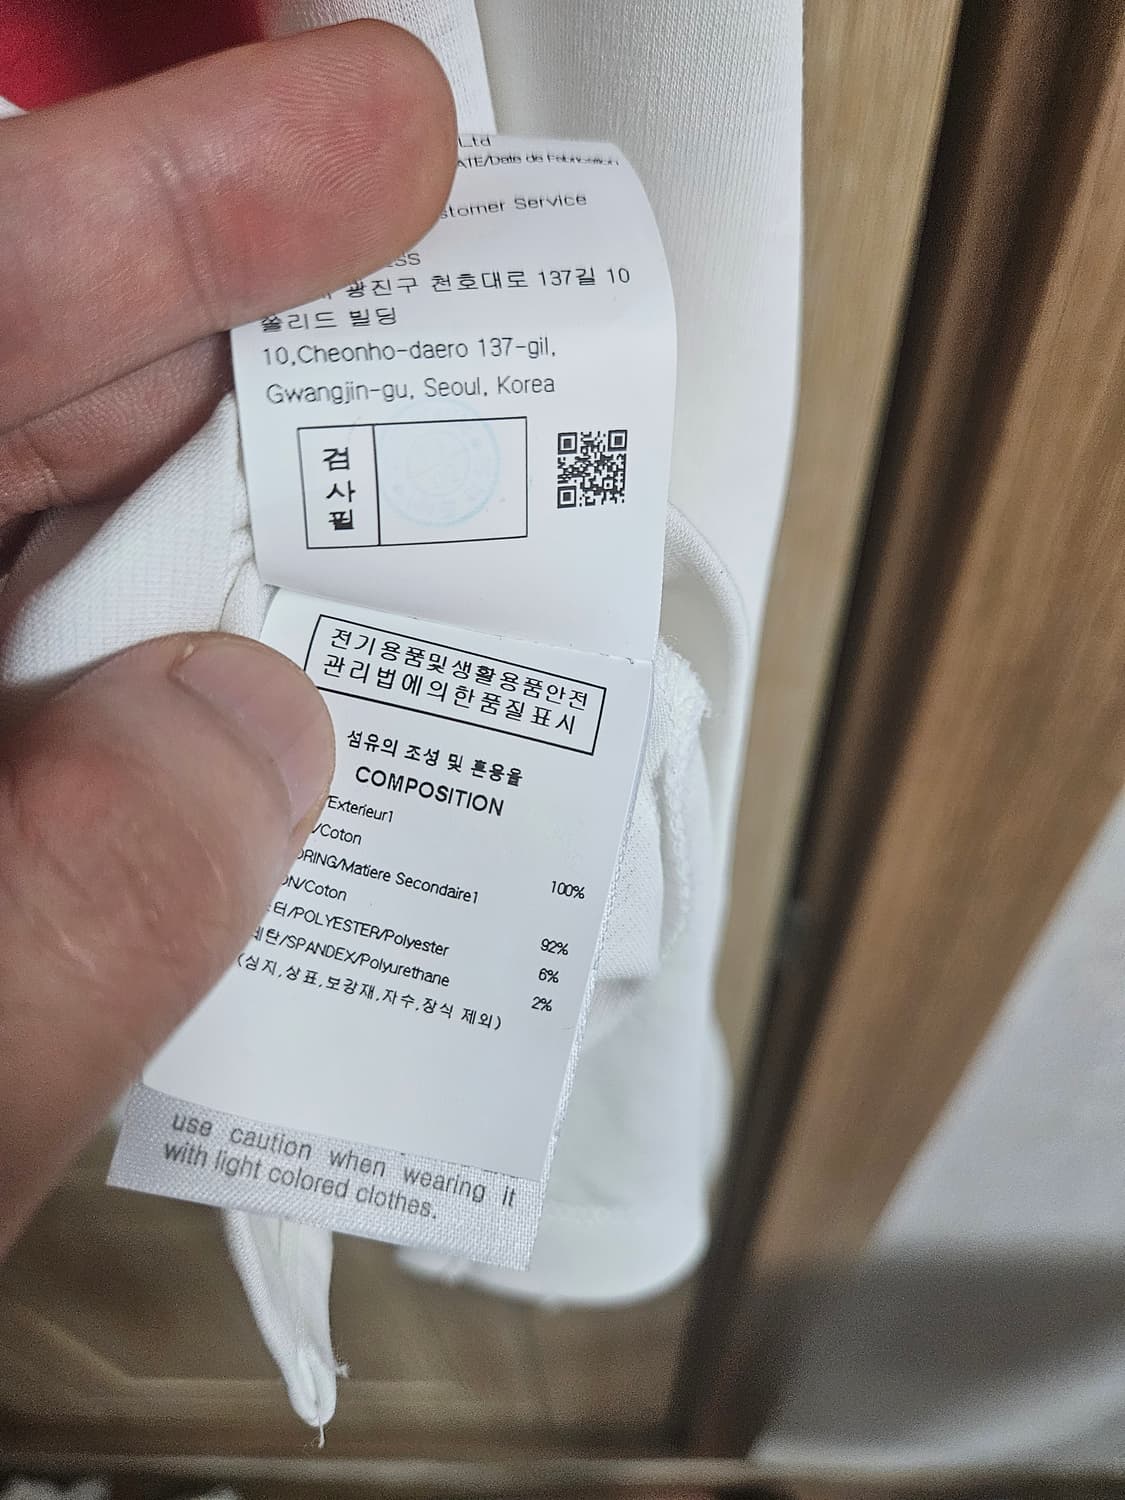 Ltd
ATE/Date de Fabrication
stomer Service
ESS
광진구 천호대로 137길 10
쏠리드 빌딩
10,Cheonho-daero 137-gil,
Gwangjin-gu, Seoul, Korea
검
사
필
전기용품및생활용품안전
관리법에의한품질표시
섬유의 조성 및 혼용율
COMPOSITION
/Exterieur1
/Coton 100%
ORING/Matiere Secondaire1
ON/Coton 92%
터/POLYESTER/Polyester 6%
레탄/SPANDEX/Polyurethane 2%
(심지,상표,보강재,자수,장식 제외)
use caution when wearing it
with light colored clothes.